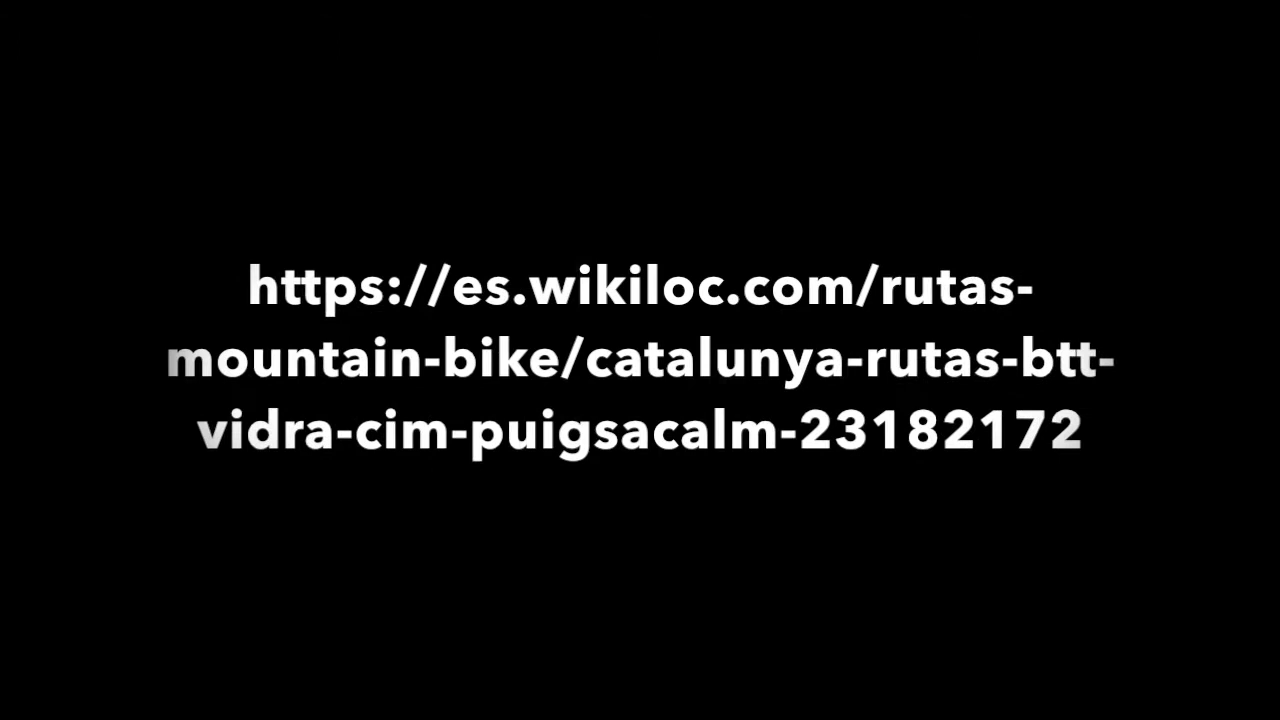 https://es.wikiloc.com/rutas-
mountain-bike/catalunya-rutas-btt-
vidra-cim-puigsacalm-23182172